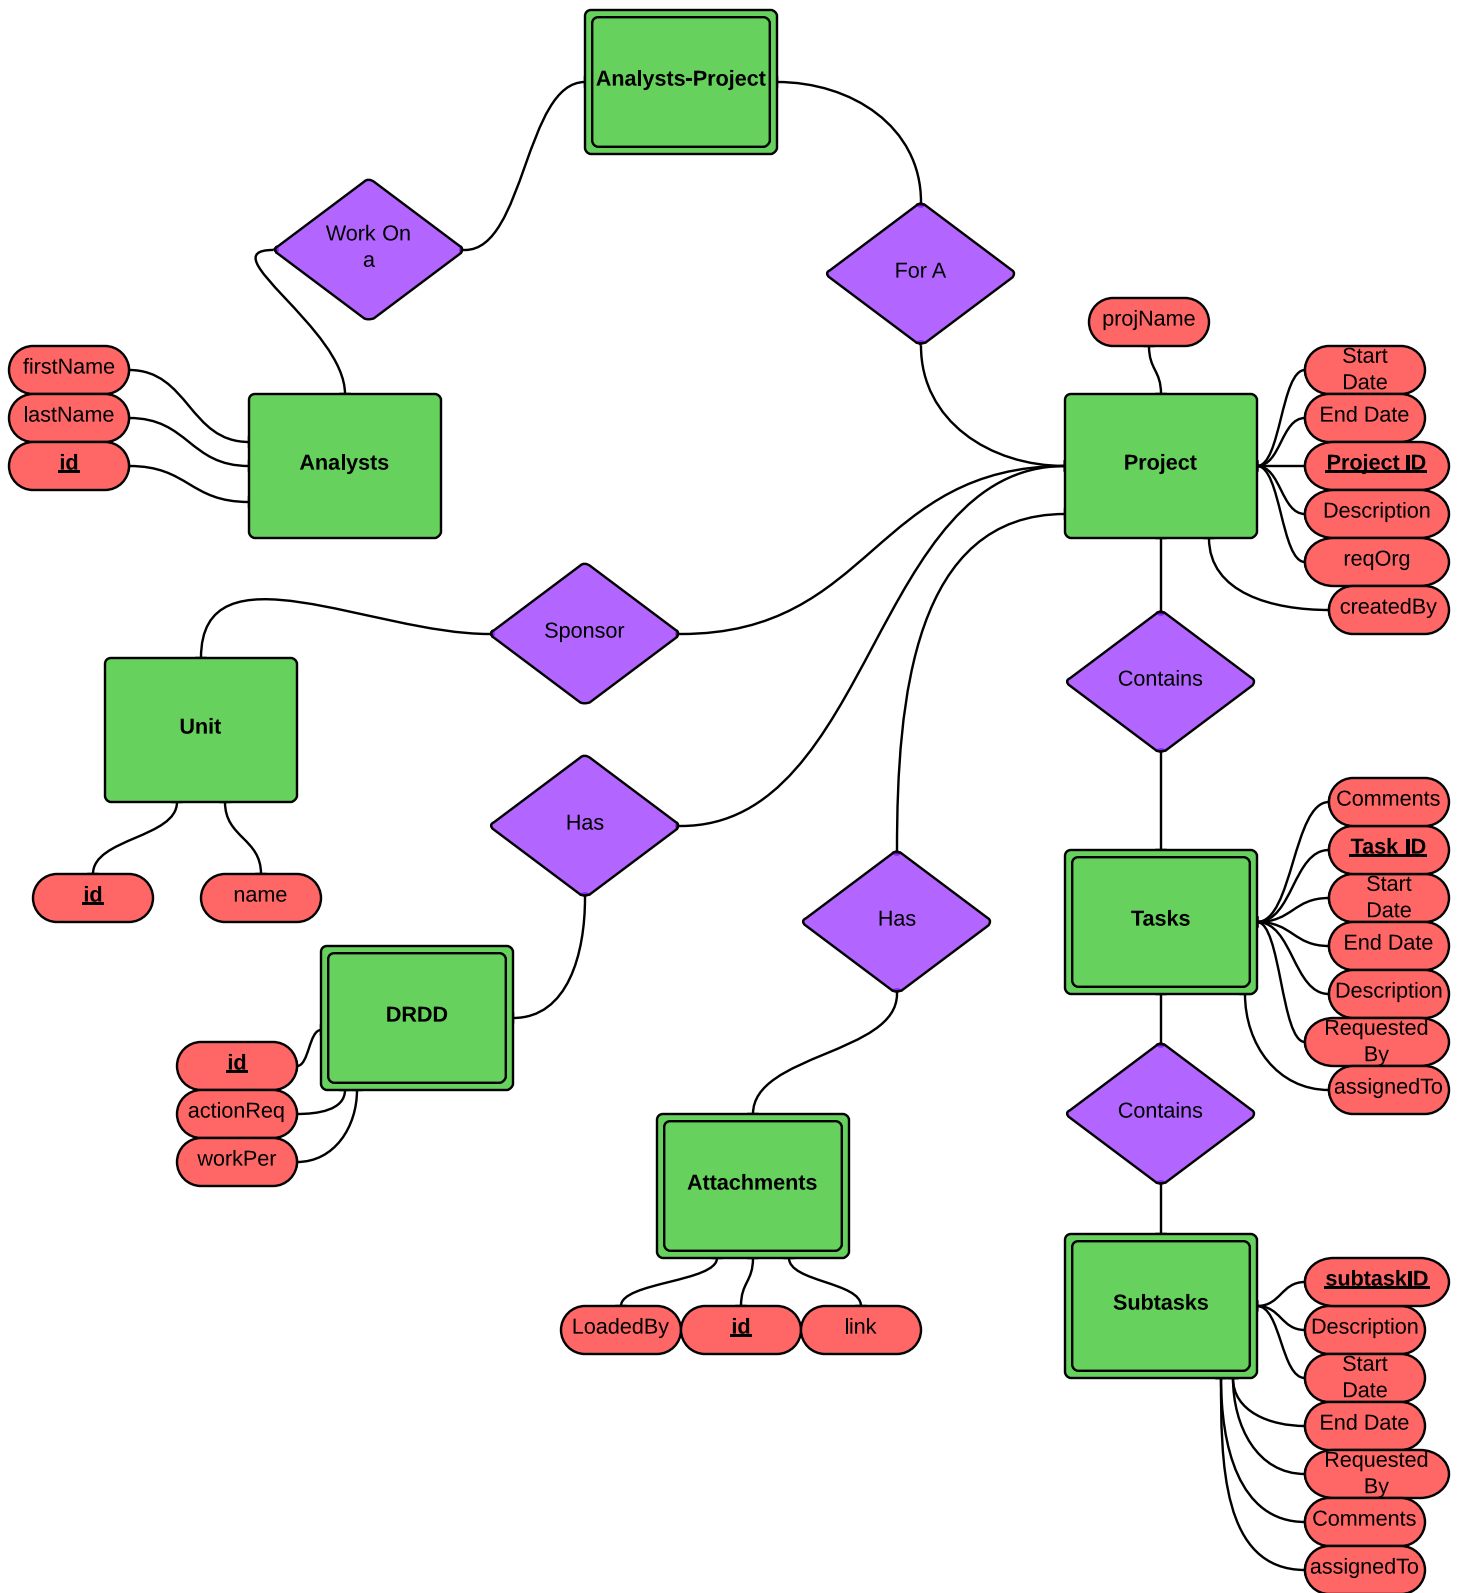 Analysts-Project
Work On
a
For A
projName
firstName
lastName
id
Analysts
Project
Start
Date
End Date
Project ID
Description
reqOrg
createdBy
Sponsor
Contains
Unit
id
name
Has
Has
Tasks
Comments
Task ID
Start
Date
End Date
Description
Requested
By
assignedTo
DRDD
id
actionReq
workPer
Contains
Attachments
LoadedBy
id
link
Subtasks
subtaskID
Description
Start
Date
End Date
Requested
By
Comments
assignedTo